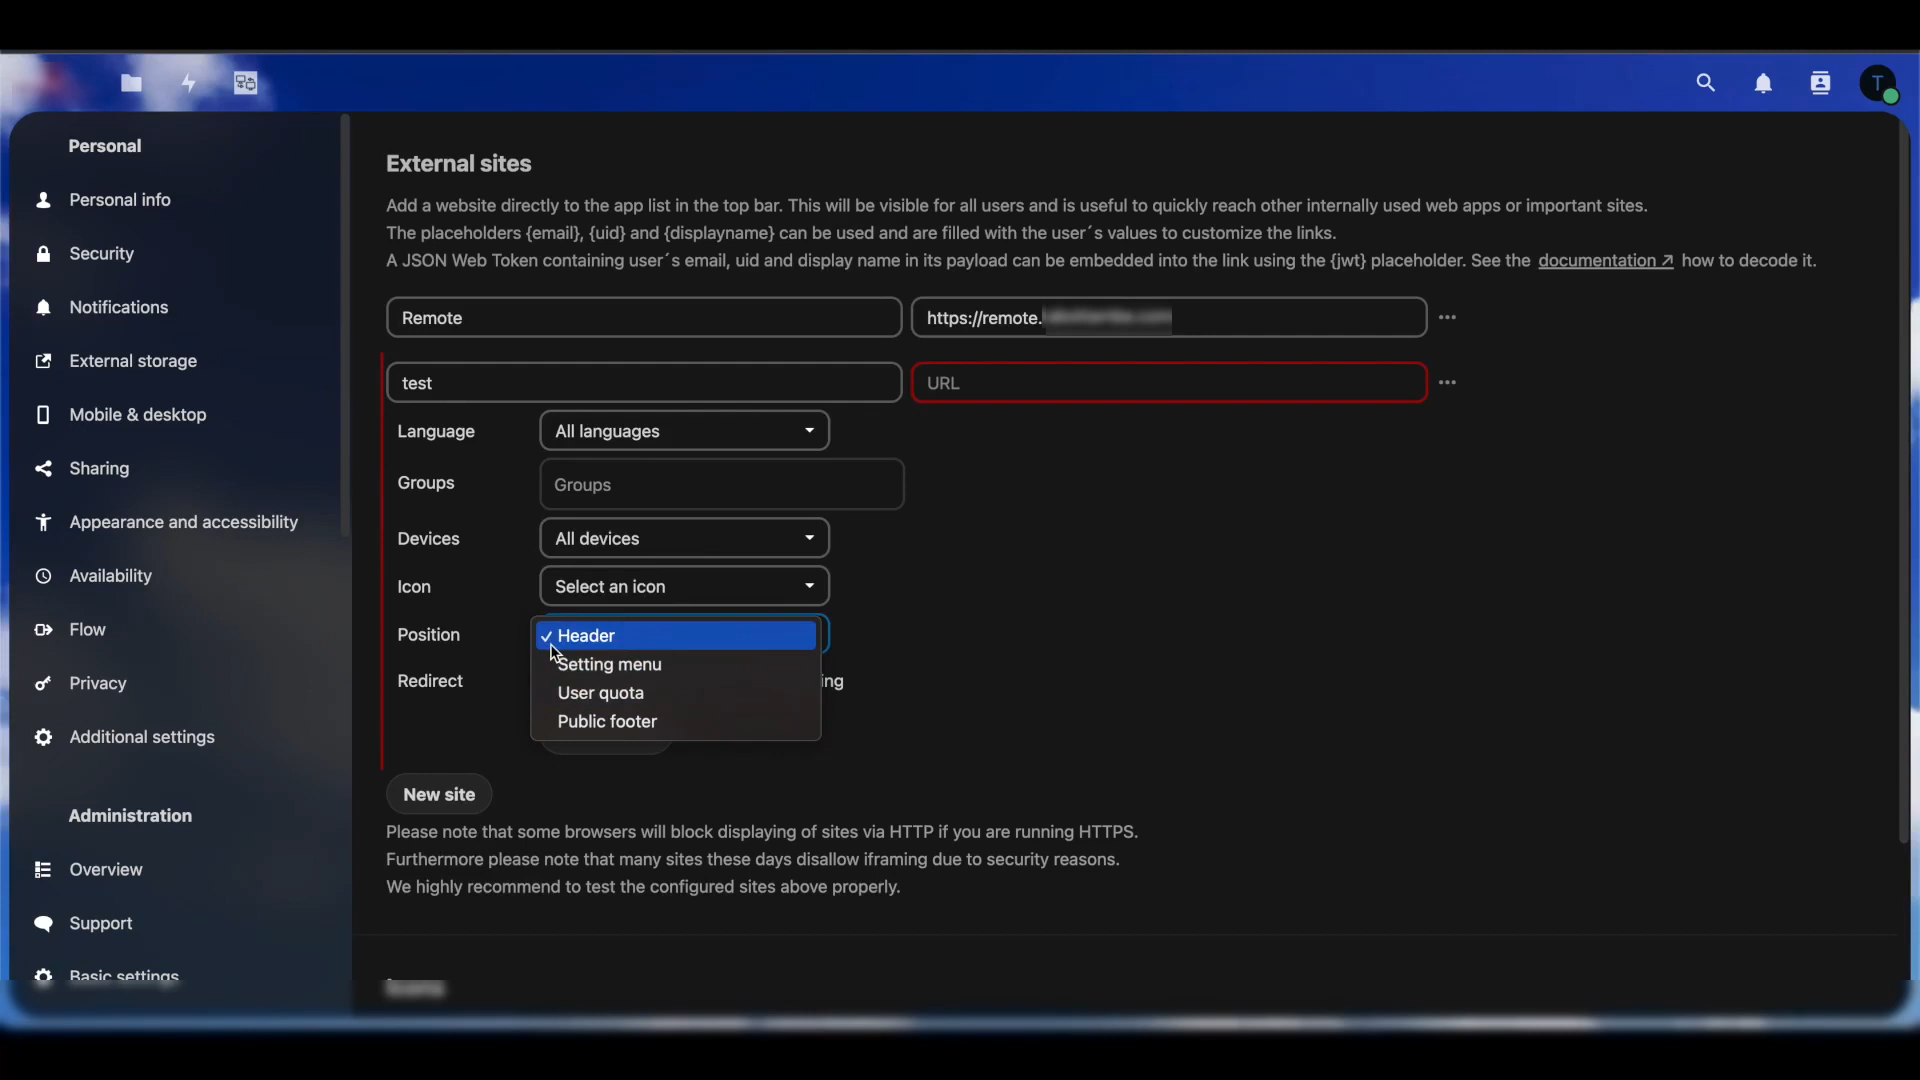 T
Personal
Personal info
Security
Notifications
External storage
Mobile & desktop
Sharing
Appearance and accessibility
Availability
Flow
Privacy
Additional settings
Administration
Overview
Support
Basic settings
External sites
Add a website directly to the app list in the top bar. This will be visible for all users and is useful to quickly reach other internally used web apps or important sites.
The placeholders {email}, {uid} and {displayname} can be used and are filled with the user´s values to customize the links.
A JSON Web Token containing user´s email, uid and display name in its payload can be embedded into the link using the {jwt} placeholder. See the documentation ↗ how to decode it.
Remote https://remote.
test URL
Language All languages
Groups Groups
Devices All devices
Icon Select an icon
Position ✓ Header
Setting menu
Redirect ing
User quota
Public footer
New site
Please note that some browsers will block displaying of sites via HTTP if you are running HTTPS.
Furthermore please note that many sites these days disallow iframing due to security reasons.
We highly recommend to test the configured sites above properly.
Icons